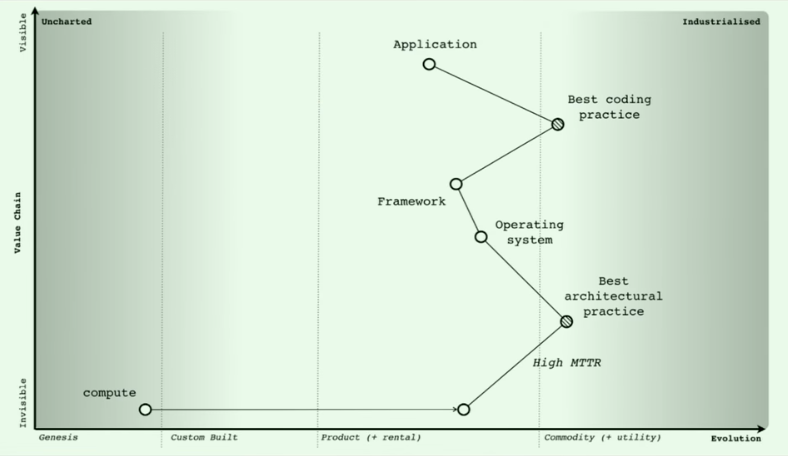 Uncharted
Industrialised
Visible
Application
Best coding
practice
Framework
Value Chain
Operating
system
Best
architectural
practice
High MTTR
Invisible
compute
Genesis
Custom Built
Product (+ rental)
Commodity (+ utility)
Evolution